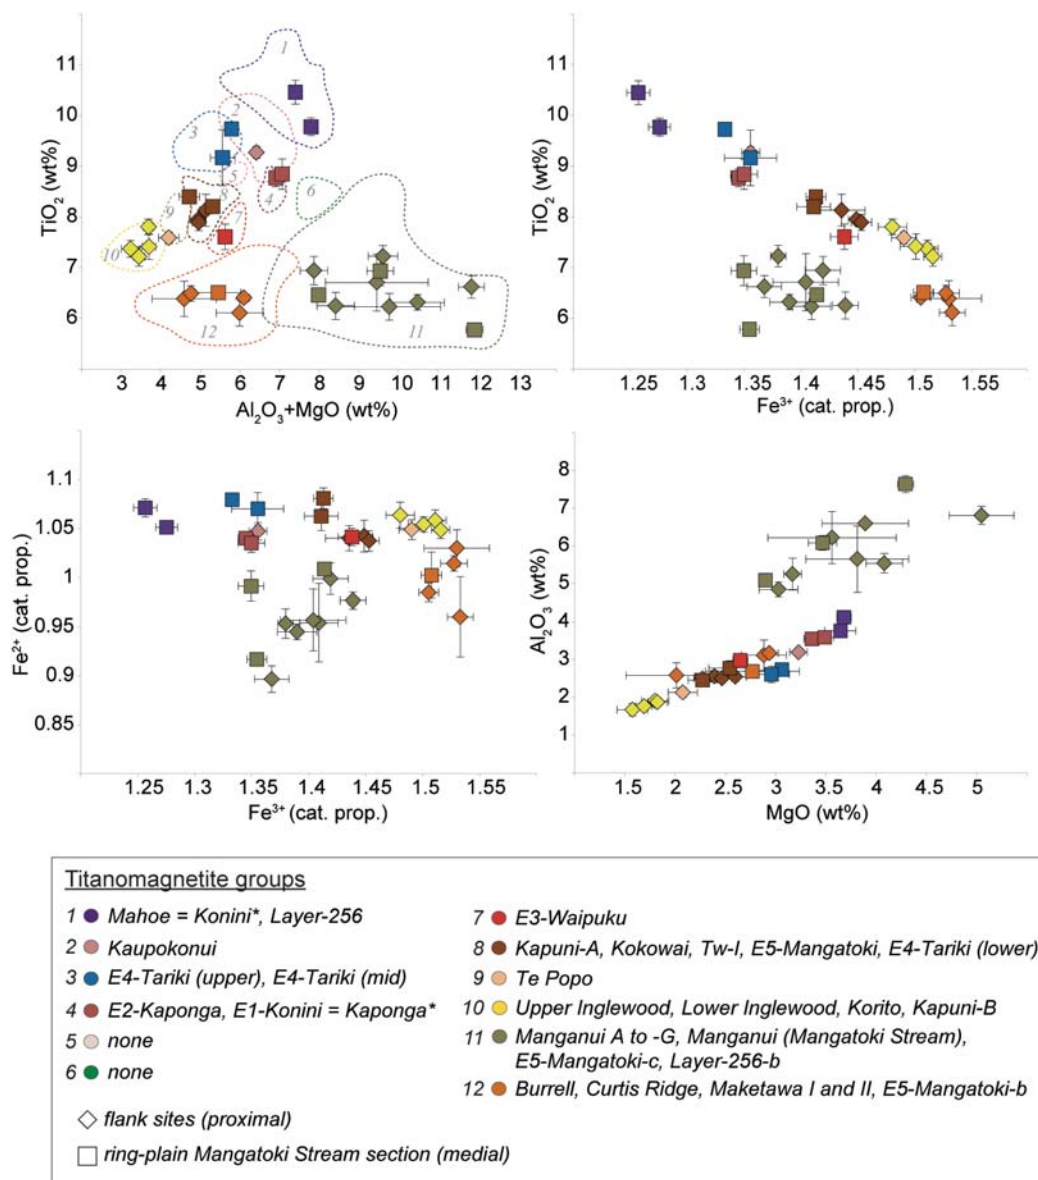 11
10
9
8
7
6
TiO2 (wt%)
1
2
3
4
5
6
7
8
9
10
11
12
3 4 5 6 7 8 9 10 11 12 13
Al2O3+MgO (wt%)
11
10
9
8
7
6
TiO2 (wt%)
1.25 1.3 1.35 1.4 1.45 1.5 1.55
Fe3+ (cat. prop.)
1.1
1.05
1
0.95
0.9
0.85
Fe2+ (cat. prop.)
1.25 1.3 1.35 1.4 1.45 1.5 1.55
Fe3+ (cat. prop.)
8
7
6
5
4
3
2
1
Al2O3 (wt%)
1.5 2 2.5 3 3.5 4 4.5 5
MgO (wt%)
Titanomagnetite groups
1 Mahoe = Konini*, Layer-256
2 Kaupokonui
3 E4-Tariki (upper), E4-Tariki (mid)
4 E2-Kaponga, E1-Konini = Kaponga*
5 none
6 none
flank sites (proximal)
ring-plain Mangatoki Stream section (medial)
7 E3-Waipuku
8 Kapuni-A, Kokowai, Tw-I, E5-Mangatoki, E4-Tariki (lower)
9 Te Popo
10 Upper Inglewood, Lower Inglewood, Korito, Kapuni-B
11 Manganui A to -G, Manganui (Mangatoki Stream),
E5-Mangatoki-c, Layer-256-b
12 Burrell, Curtis Ridge, Maketawa I and II, E5-Mangatoki-b